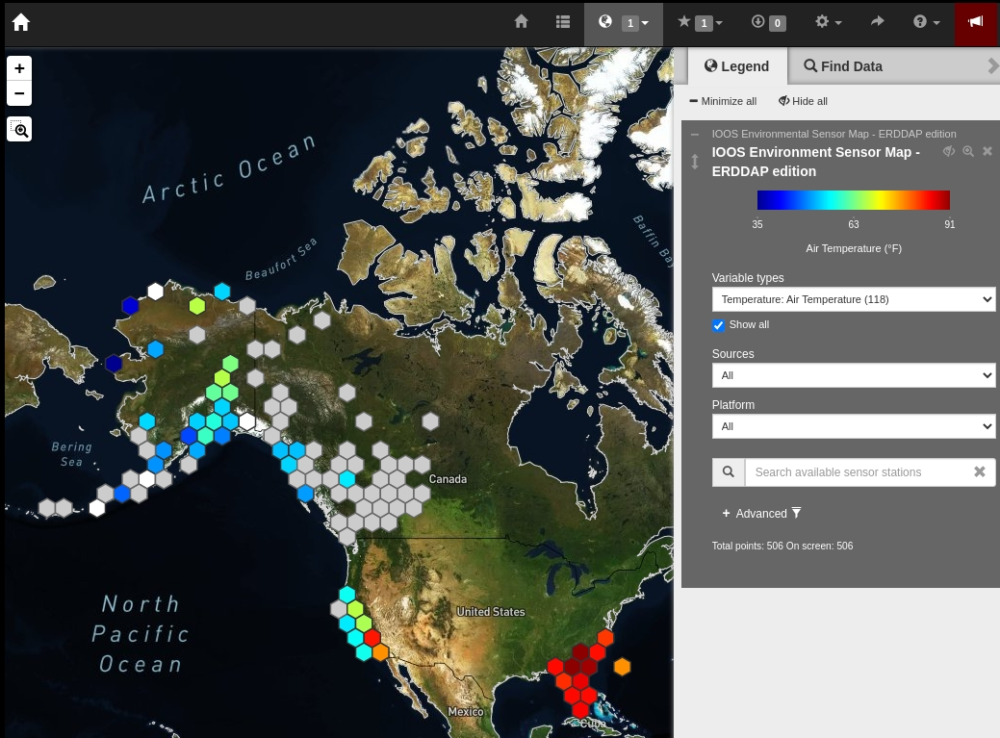 1
1
0
+
−
Legend
Find Data
Minimize all
Hide all
IOOS Environmental Sensor Map - ERDDAP edition
IOOS Environment Sensor Map -
ERDDAP edition
35
63
91
Air Temperature (°F)
Variable types
Temperature: Air Temperature (118)
Show all
Sources
All
Platform
All
Search available sensor stations
+ Advanced
Total points: 506 On screen: 506
Arctic Ocean
Beaufort Sea
Baffin Bay
Bering
Sea
Canada
North
Pacific
Ocean
United States
Mexico
Cuba